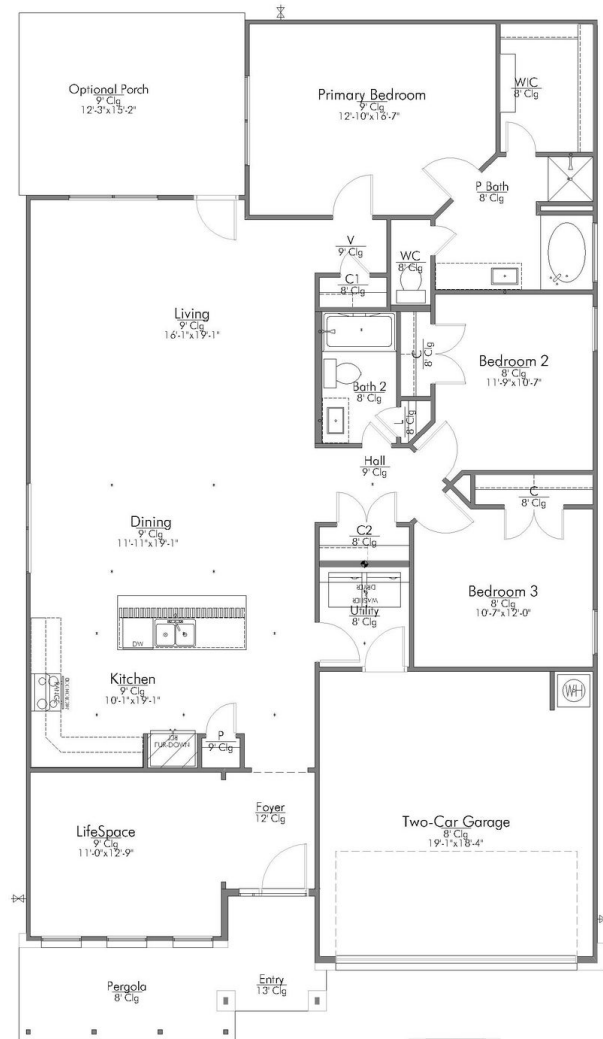 Optional Porch
9' Clg
12'-3"x15'-2"
Primary Bedroom
9' Clg
12'-10"x16'-7"
WIC
8' Clg
P Bath
8' Clg
V
9' Clg
WC
8' Clg
C1
8' Clg
Living
9' Clg
16'-1"x19'-1"
C
8' Clg
Bedroom 2
8' Clg
11'-9"x10'-7"
Bath 2
8' Clg
L
8' Clg
Hall
9' Clg
C
8' Clg
Dining
9' Clg
11'-11"x19'-1"
C2
8' Clg
DRYER
WASHER
Utility
8' Clg
Bedroom 3
8' Clg
10'-7"x12'-0"
DW
Kitchen
9' Clg
10'-1"x19'-1"
RANGE
WH
P
9' Clg
FUR-DOWN
Foyer
12' Clg
LifeSpace
9' Clg
11'-0"x12'-9"
Two-Car Garage
8' Clg
19'-1"x18'-4"
Entry
13' Clg
Pergola
8' Clg